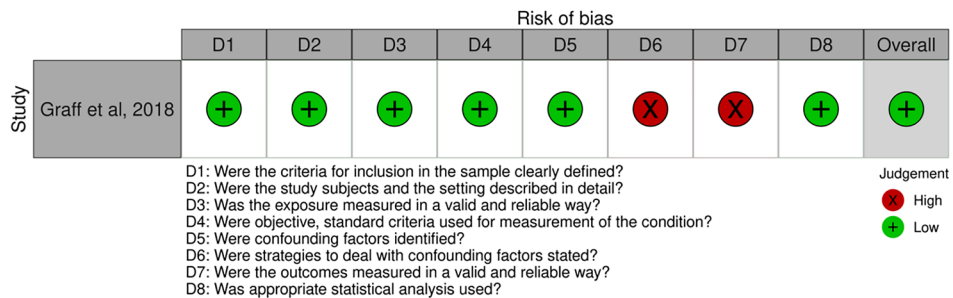 Risk of bias
D1 D2 D3 D4 D5 D6 D7 D8 Overall
Study
Graff et al, 2018 + + + + + X X + +
D1: Were the criteria for inclusion in the sample clearly defined?
D2: Were the study subjects and the setting described in detail?
D3: Was the exposure measured in a valid and reliable way?
D4: Were objective, standard criteria used for measurement of the condition?
D5: Were confounding factors identified?
D6: Were strategies to deal with confounding factors stated?
D7: Were the outcomes measured in a valid and reliable way?
D8: Was appropriate statistical analysis used?
Judgement
X High
+ Low